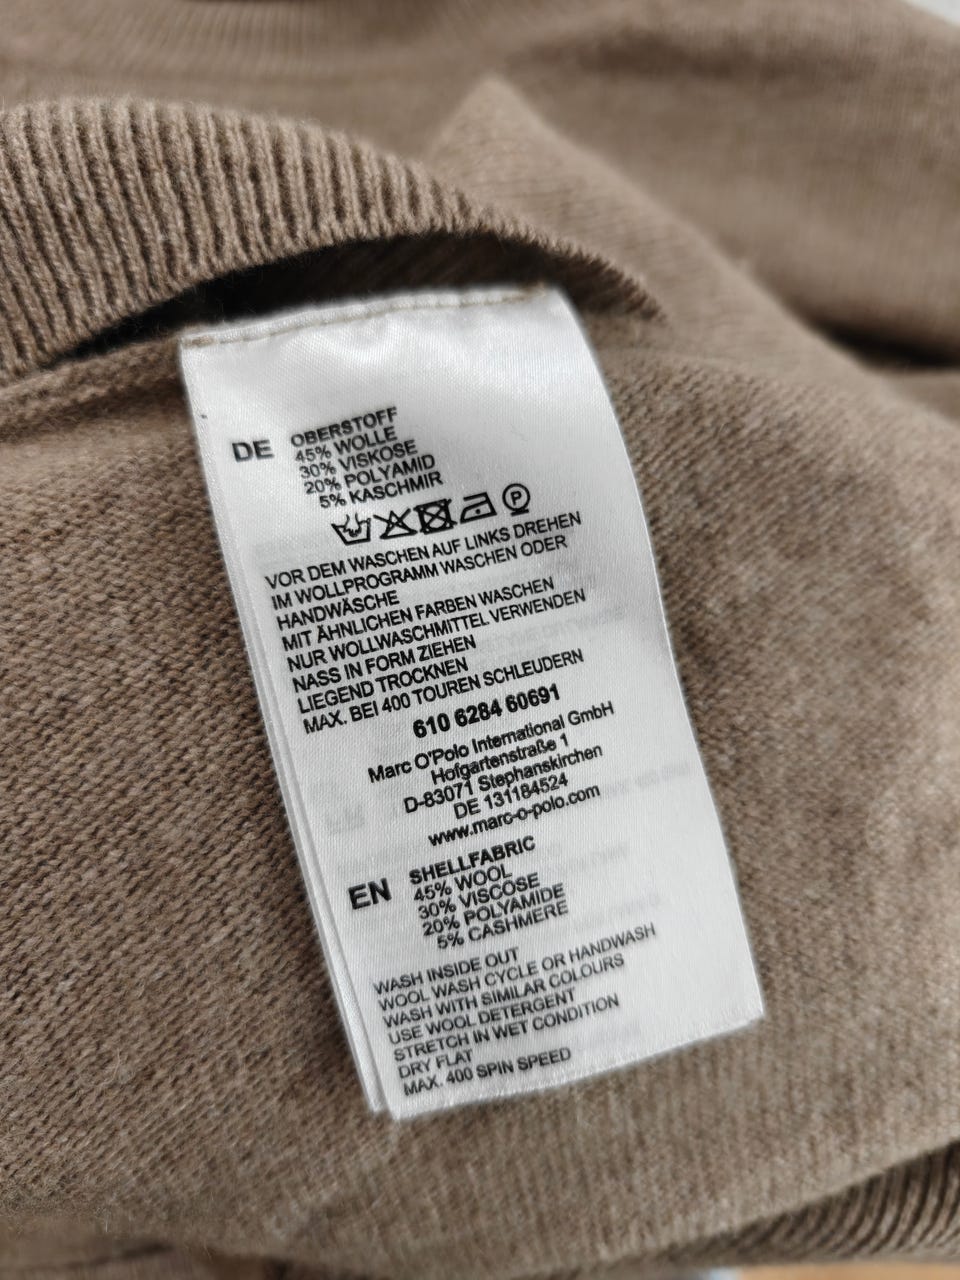 DE OBERSTOFF
45% WOLLE
30% VISKOSE
20% POLYAMID
5% KASCHMIR
P
VOR DEM WASCHEN AUF LINKS DREHEN
IM WOLLPROGRAMM WASCHEN ODER
HANDWÄSCHE
MIT ÄHNLICHEN FARBEN WASCHEN
NUR WOLLWASCHMITTEL VERWENDEN
NASS IN FORM ZIEHEN
LIEGEND TROCKNEN
MAX. BEI 400 TOUREN SCHLEUDERN
610 6284 60691
Marc O'Polo International GmbH
Hofgartenstraße 1
D-83071 Stephanskirchen
DE 131184524
www.marc-o-polo.com
EN SHELLFABRIC
45% WOOL
30% VISCOSE
20% POLYAMIDE
5% CASHMERE
WASH INSIDE OUT
WOOL WASH CYCLE OR HANDWASH
WASH WITH SIMILAR COLOURS
USE WOOL DETERGENT
STRETCH IN WET CONDITION
DRY FLAT
MAX. 400 SPIN SPEED